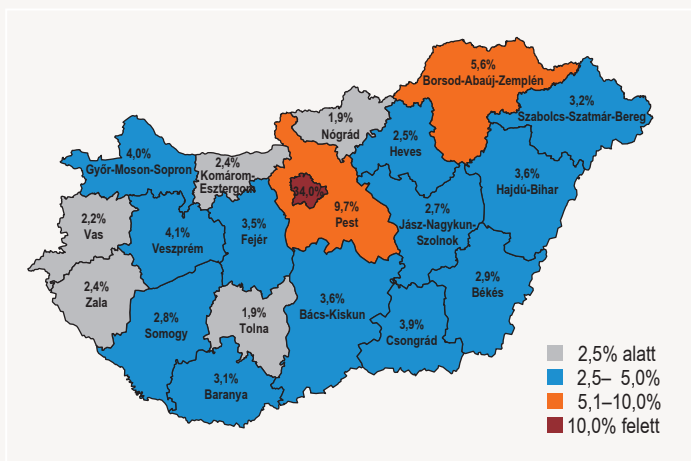 5,6%
Borsod-Abaúj-Zemplén
3,2%
Szabolcs-Szatmár-Bereg
1,9%
Nógrád
2,5%
Heves
4,0%
Győr-Moson-Sopron
2,4%
Komárom-
Esztergom
3,6%
Hajdú-Bihar
34,0%
9,7%
Pest
2,2%
Vas
4,1%
Veszprém
3,5%
Fejér
2,7%
Jász-Nagykun-
Szolnok
2,4%
Zala
2,8%
Somogy
1,9%
Tolna
3,6%
Bács-Kiskun
2,9%
Békés
3,9%
Csongrád
3,1%
Baranya
2,5% alatt
2,5– 5,0%
5,1–10,0%
10,0% felett